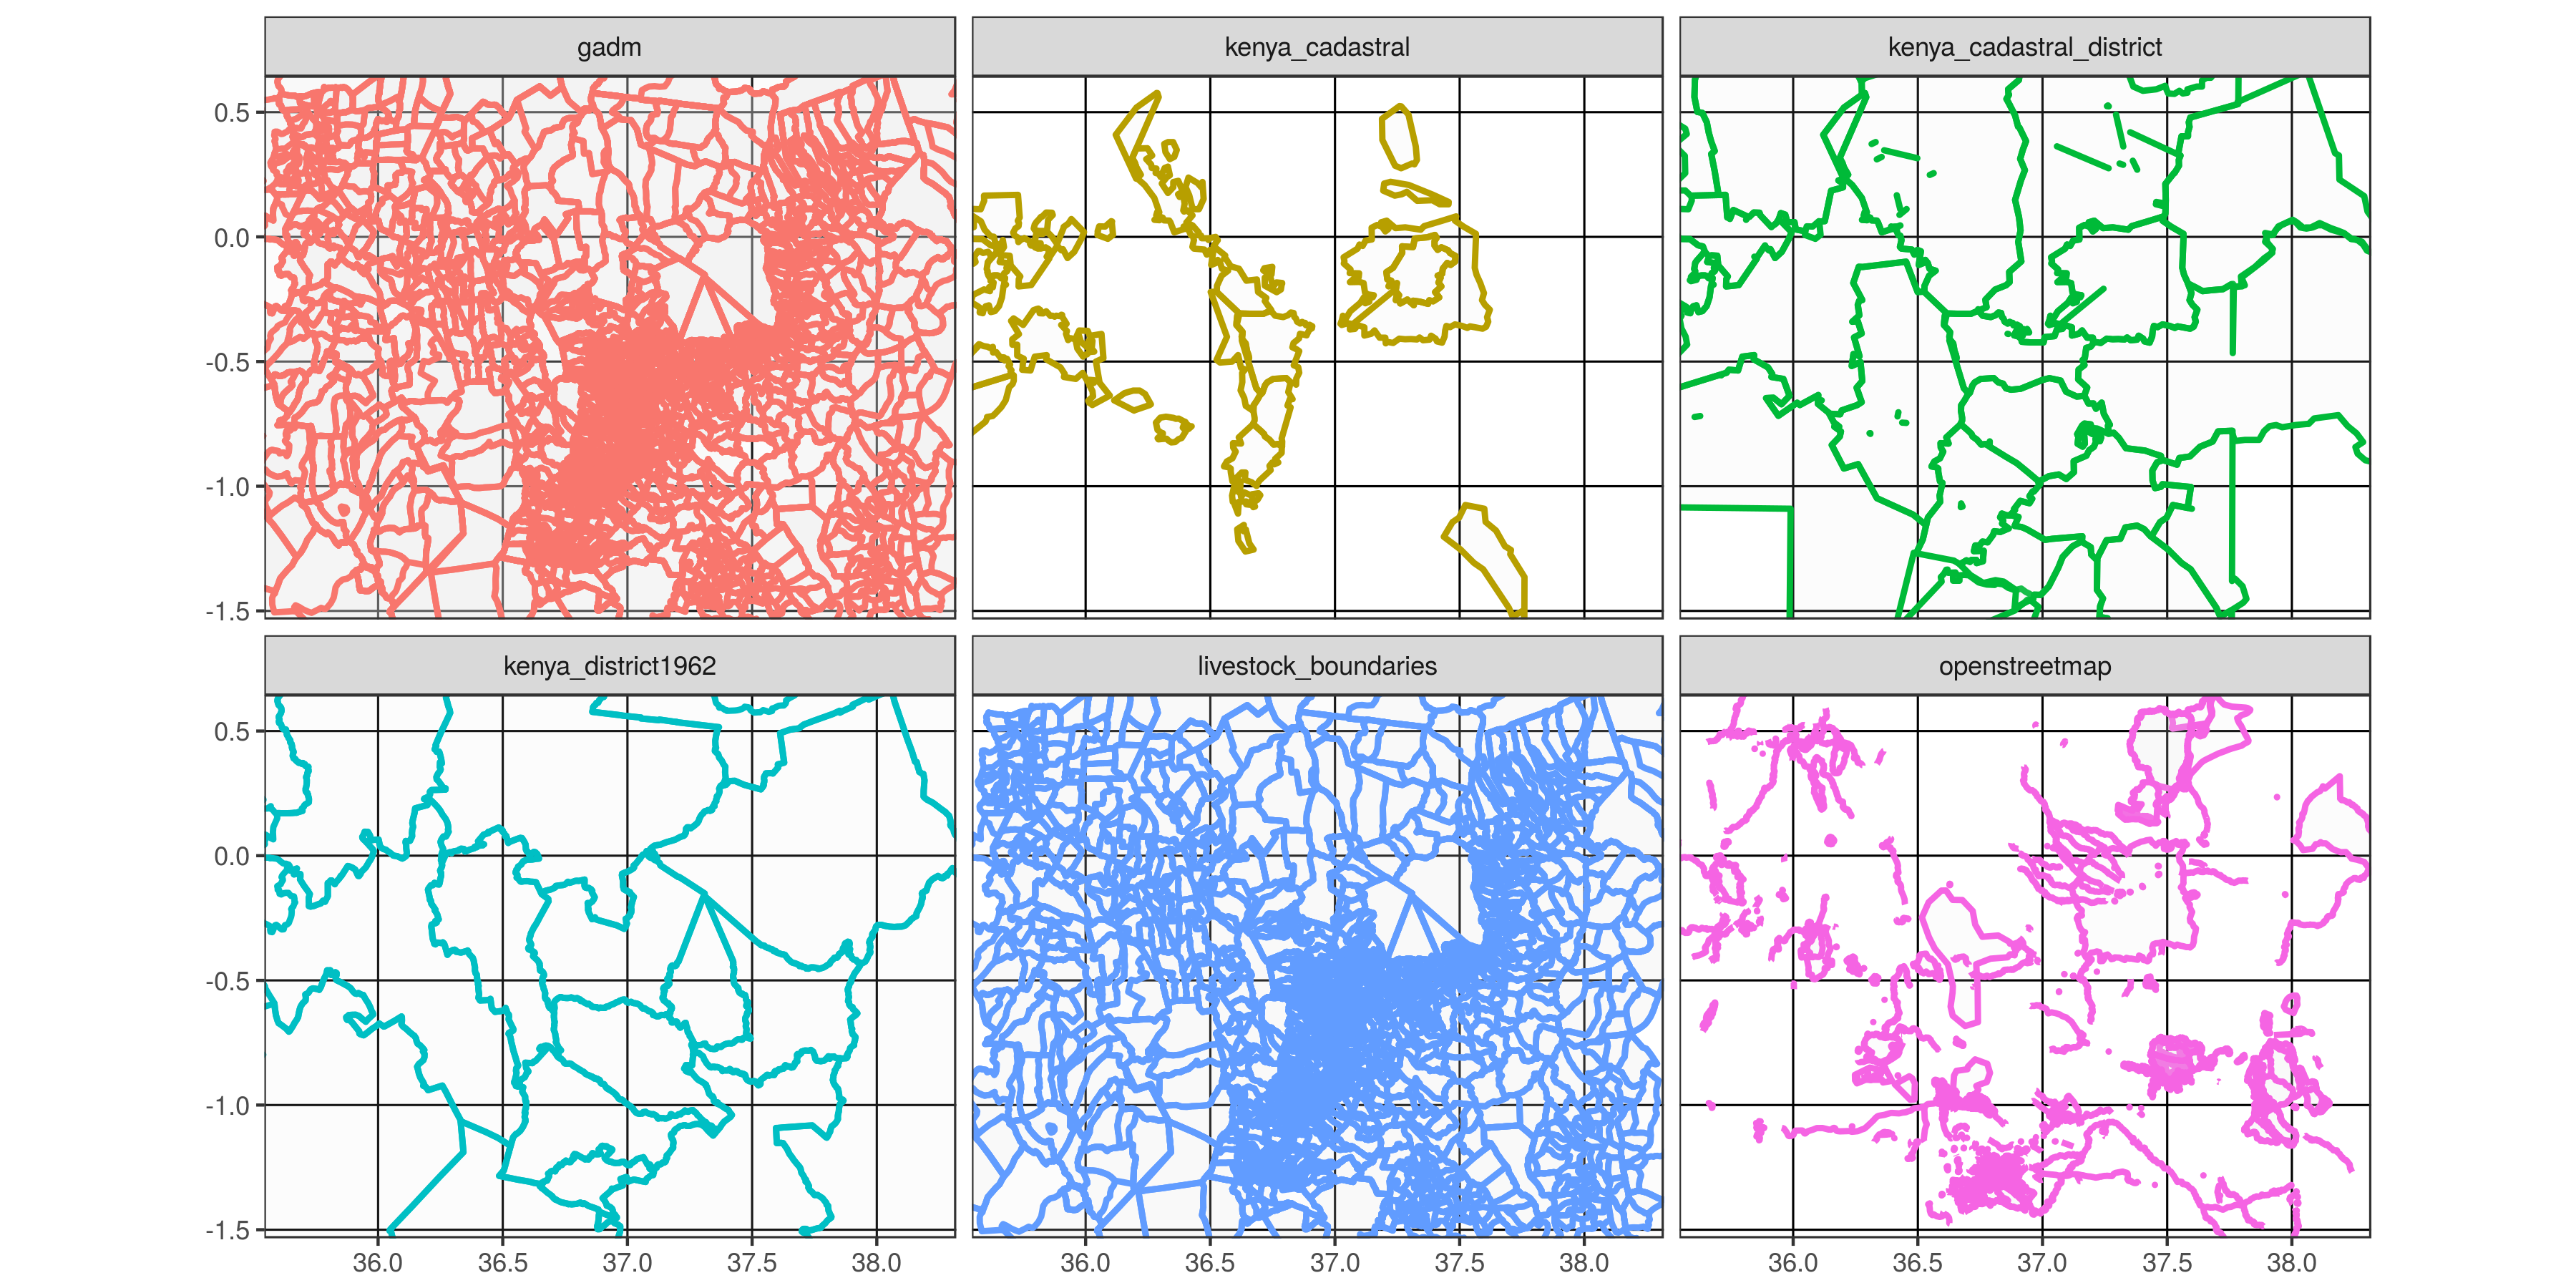 gadm
kenya_cadastral
kenya_cadastral_district
0.5
0.0
-0.5
-1.0
-1.5
kenya_district1962
livestock_boundaries
openstreetmap
0.5
0.0
-0.5
-1.0
-1.5
36.0 36.5 37.0 37.5 38.0
36.0 36.5 37.0 37.5 38.0
36.0 36.5 37.0 37.5 38.0